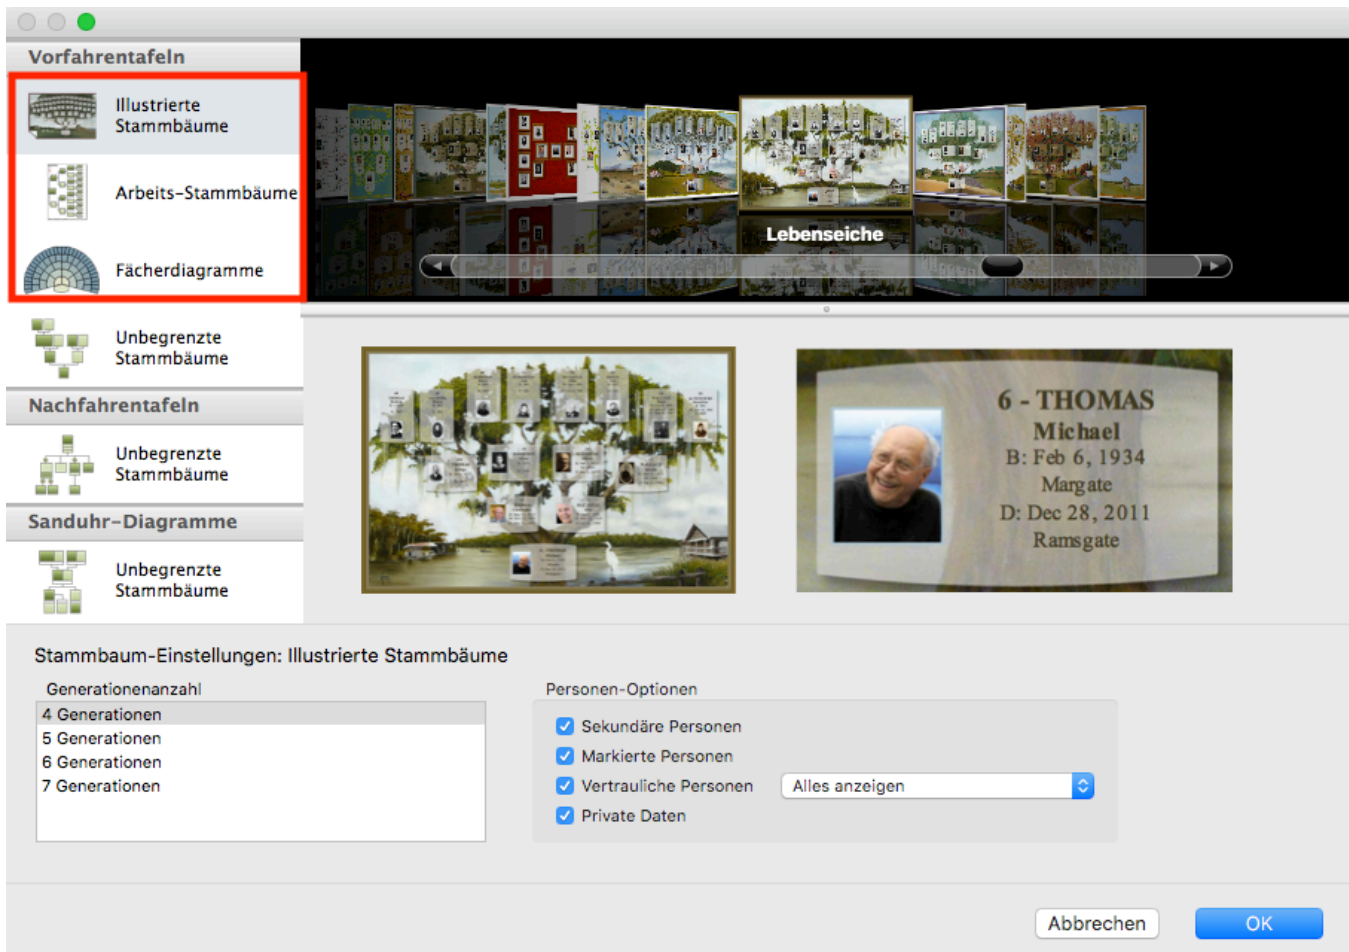 Vorfahrentafeln
Illustrierte
Stammbäume
Arbeits-Stammbäume
Fächerdiagramme
Unbegrenzte
Stammbäume
Nachfahrentafeln
Unbegrenzte
Stammbäume
Sanduhr-Diagramme
Unbegrenzte
Stammbäume
Lebenseiche
6 - THOMAS
Michael
B: Feb 6, 1934
Margate
D: Dec 28, 2011
Ramsgate
Stammbaum-Einstellungen: Illustrierte Stammbäume
Generationenanzahl
4 Generationen
5 Generationen
6 Generationen
7 Generationen
Personen-Optionen
Sekundäre Personen
Markierte Personen
Vertrauliche Personen
Alles anzeigen
Private Daten
Abbrechen
OK